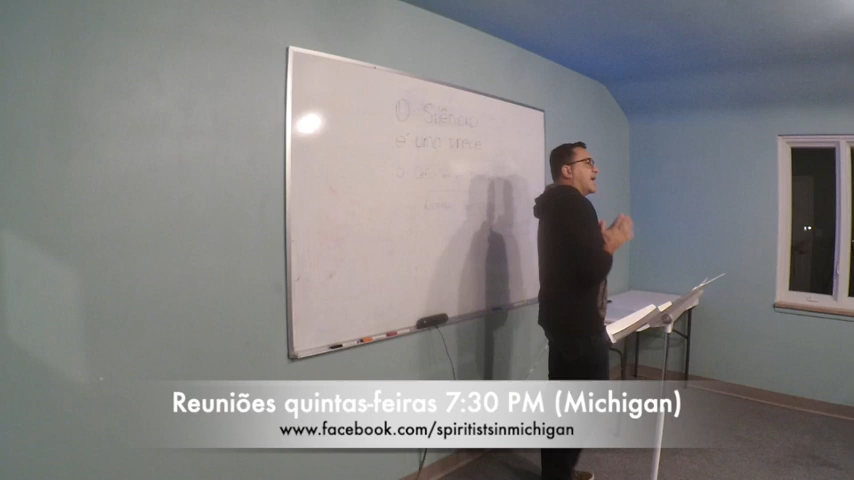 O Silêncio
é uma prece
Reuniões quintas-feiras 7:30 PM (Michigan)
www.facebook.com/spiritistsinmichigan